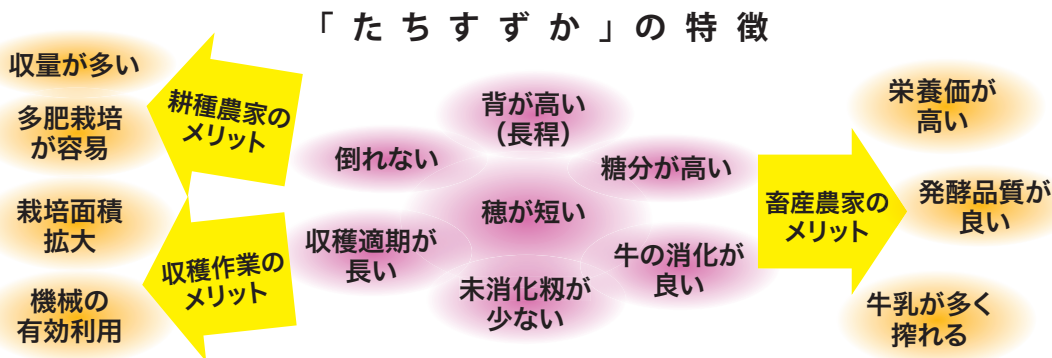 「たちすずか」の特徴
収量が多い
多肥栽培
が容易
栽培面積
拡大
機械の
有効利用
耕種農家の
メリット
収穫作業の
メリット
倒れない
収穫適期が
長い
背が高い
(長稈)
穂が短い
未消化籾が
少ない
糖分が高い
牛の消化が
良い
畜産農家の
メリット
栄養価が
高い
発酵品質が
良い
牛乳が多く
搾れる